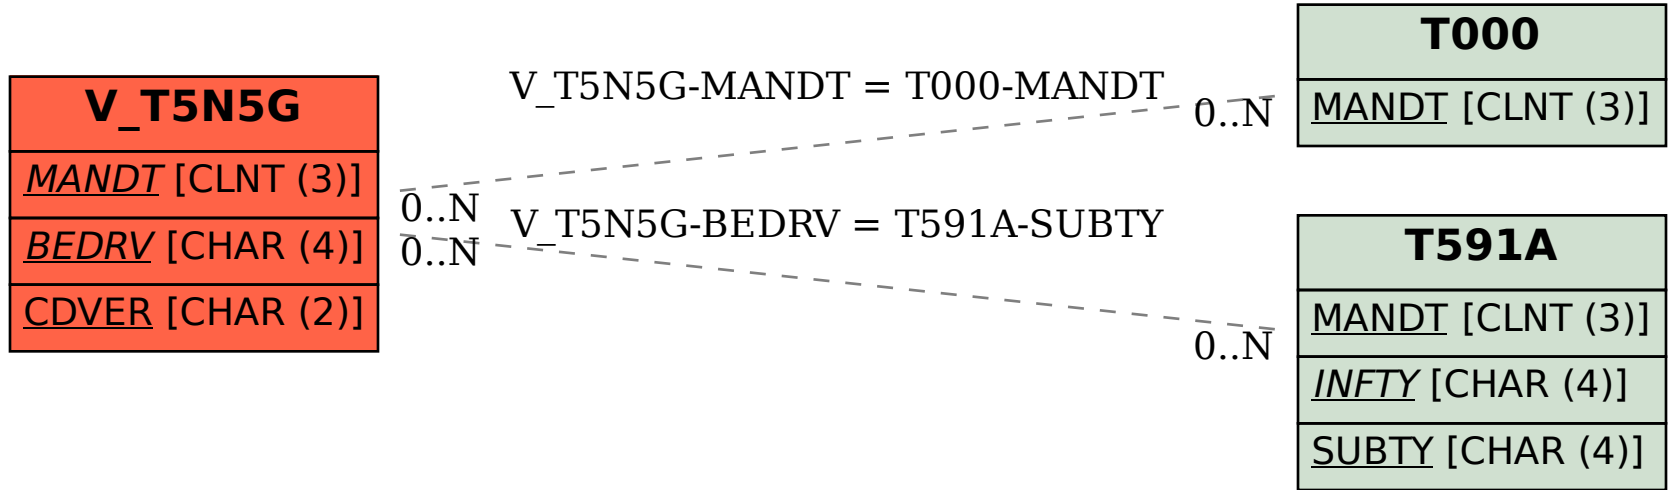 V_T5N5G
MANDT [CLNT (3)]
BEDRV [CHAR (4)]
CDVER [CHAR (2)]
V_T5N5G-MANDT = T000-MANDT
0..N
0..N
V_T5N5G-BEDRV = T591A-SUBTY
0..N
0..N
T000
MANDT [CLNT (3)]
T591A
MANDT [CLNT (3)]
INFTY [CHAR (4)]
SUBTY [CHAR (4)]